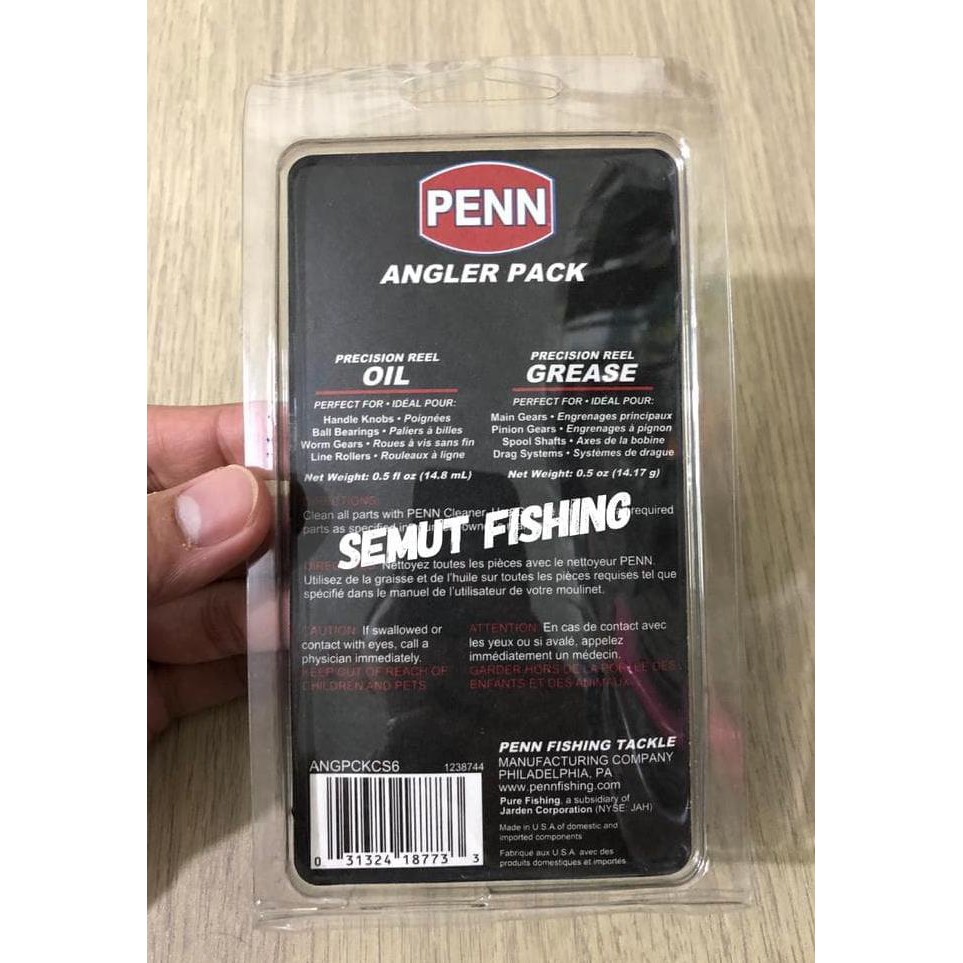 PENN
ANGLER PACK
PRECISION REEL
OIL
PERFECT FOR • IDÉAL POUR:
Handle Knobs • Poignées
Ball Bearings • Paliers à billes
Worm Gears • Roues à vis sans fin
Line Rollers • Rouleaux à ligne
Net Weight: 0.5 fl oz (14.8 mL)
PRECISION REEL
GREASE
PERFECT FOR • IDÉAL POUR:
Main Gears • Engrenages principaux
Pinion Gears • Engrenages à pignon
Spool Shafts • Axes de la bobine
Drag Systems • Systèmes de drague
Net Weight: 0.5 oz (14.17 g)
DIRECTIONS:
Clean all parts with PENN Cleaner. required
parts as specified in owner
SEMUT FISHING
Nettoyez toutes les pièces avec le nettoyeur PENN.
Utilisez de la graisse et de l'huile sur toutes les pièces requises tel que
spécifié dans le manuel de l'utilisateur de votre moulinet.
CAUTION: If swallowed or
contact with eyes, call a
physician immediately.
KEEP OUT OF REACH OF
CHILDREN AND PETS
ATTENTION: En cas de contact avec
les yeux ou si avalé, appelez
immédiatement un médecin.
GARDER HORS DE LA PORTÉE DES
ENFANTS ET DES ANIMAUX
ANGPCKCS6 1238744
0 31324 18773 3
PENN FISHING TACKLE
MANUFACTURING COMPANY
PHILADELPHIA, PA
www.pennfishing.com
Pure Fishing, a subsidiary of
Jarden Corporation (NYSE: JAH)
Made in U.S.A of domestic and
imported components
Fabriqué aux U.S.A. avec des
produits domestiques et importés